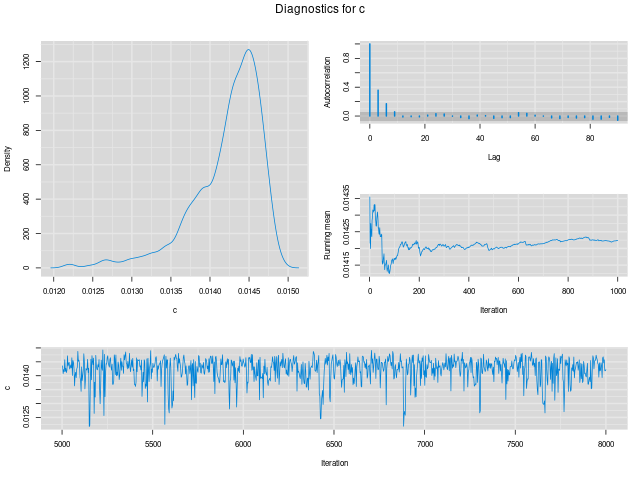 Diagnostics for c
Density
0 200 400 600 800 1000 1200
0.0120 0.0125 0.0130 0.0135 0.0140 0.0145 0.0150
c
Autocorrelation
0.0 0.4 0.8
0 20 40 60 80
Lag
Running mean
0.01415 0.01425 0.01435
0 200 400 600 800 1000
Iteration
c
0.0125 0.0140
5000 5500 6000 6500 7000 7500 8000
Iteration